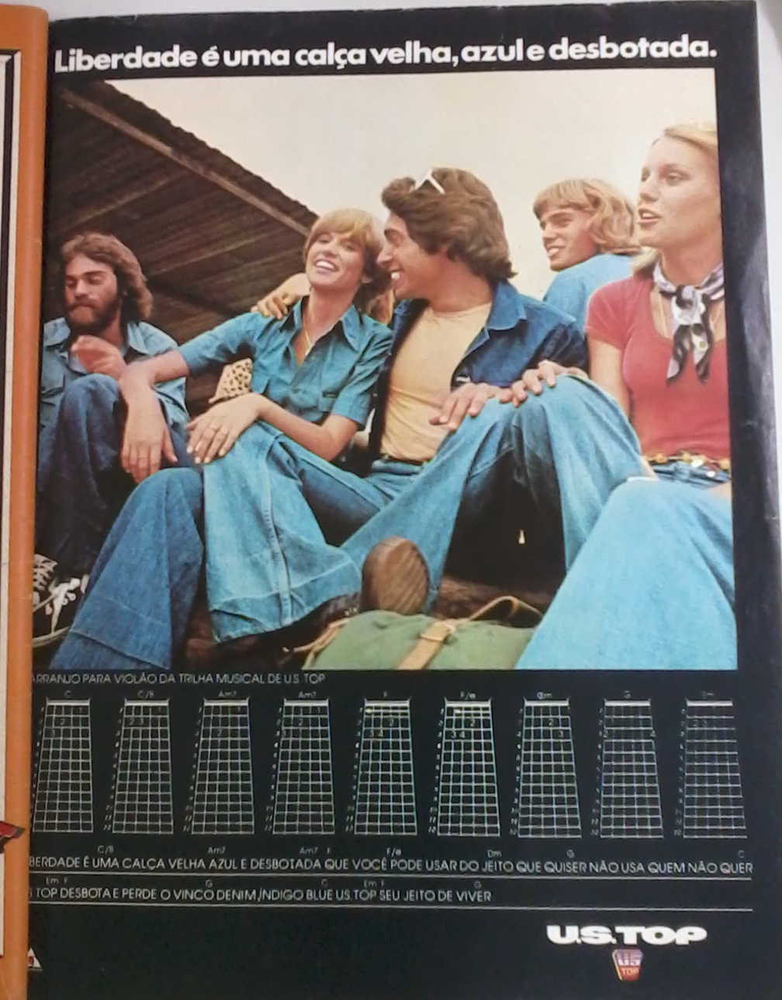 Liberdade é uma calça velha, azul e desbotada.
ARRANJO PARA VIOLÃO DA TRILHA MUSICAL DE U.S. TOP
C C/B Am7 Am7 F F/e Dm G Em
C/B Am7 Am7 F F/e Dm G C
BERDADE É UMA CALÇA VELHA AZUL E DESBOTADA QUE VOCÊ PODE USAR DO JEITO QUE QUISER NÃO USA QUEM NÃO QUER
Em F G C Em F G
TOP DESBOTA E PERDE O VINCO DENIM ÍNDIGO BLUE US. TOP SEU JEITO DE VIVER
U.S. TOP
US
TOP